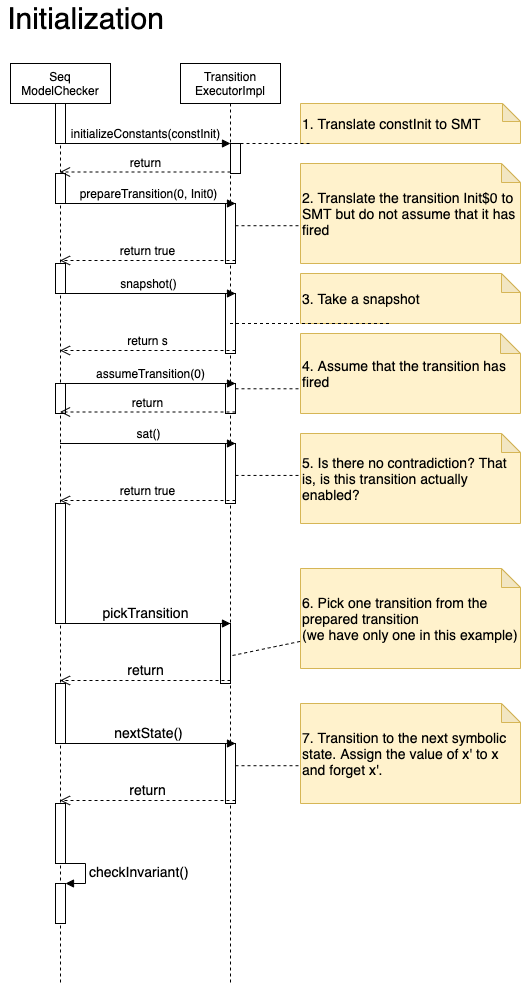 Initialization
Seq
ModelChecker
Transition
ExecutorImpl
initializeConstants(constInit)
1. Translate constInit to SMT
return
prepareTransition(0, Init0)
2. Translate the transition Init$0 to
SMT but do not assume that it has
fired
return true
snapshot()
3. Take a snapshot
return s
assumeTransition(0)
4. Assume that the transition has
fired
return
sat()
5. Is there no contradiction? That
is, is this transition actually
enabled?
return true
pickTransition
6. Pick one transition from the
prepared transition
(we have only one in this example)
return
nextState()
7. Transition to the next symbolic
state. Assign the value of x' to x
and forget x'.
return
checkInvariant()